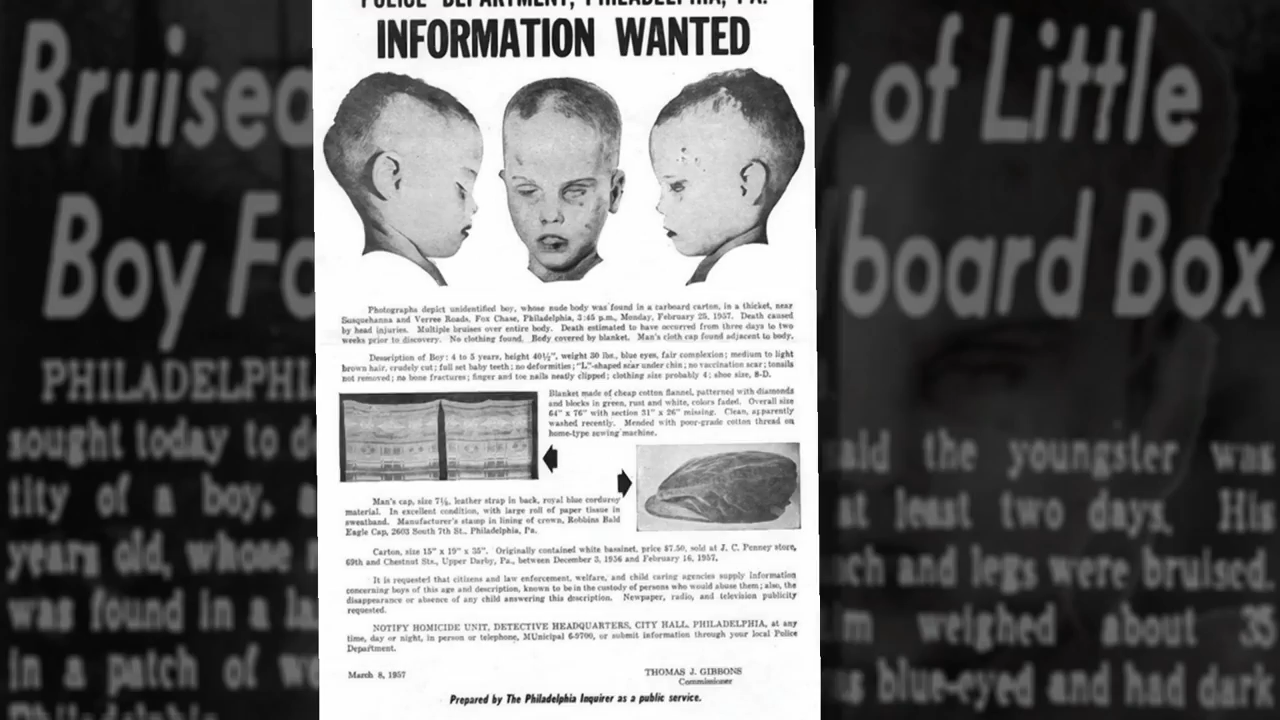 POLICE DEPARTMENT, PHILADELPHIA, PA.
INFORMATION WANTED
Photographs depict unidentified boy, whose nude body was found in a carboard carton, in a thicket, near
Susquehanna and Verree Roads, Fox Chase, Philadelphia, 3:45 p.m., Monday, February 25, 1957. Death caused
by head injuries. Multiple bruises over entire body. Death estimated to have occurred from three days to two
weeks prior to discovery. No clothing found. Body covered by blanket. Man's cloth cap found adjacent to body.
Description of Boy: 4 to 5 years, height 40½", weight 30 lbs., blue eyes, fair complexion; medium to light
brown hair, crudely cut; full set baby teeth; no deformities; "L"-shaped scar under chin; no vaccination scar; tonsils
not removed; no bone fractures; finger and toe nails neatly clipped; clothing size probably 4; shoe size, 8-D.
Blanket made of cheap cotton flannel, patterned with diamonds
and blocks in green, rust and white, colors faded. Overall size
64" x 76" with section 31" x 26" missing. Clean, apparently
washed recently. Mended with poor-grade cotton thread on
home-type sewing machine.
Man's cap, size 7⅛, leather strap in back, royal blue corduroy
material. In excellent condition, with large roll of paper tissue in
sweatband. Manufacturer's stamp in lining of crown, Robbins Bald
Eagle Cap, 2603 South 7th St., Philadelphia, Pa.
Carton, size 15" x 19" x 35". Originally contained white bassinet, price $7.50, sold at J. C. Penney store,
69th and Chestnut Sts., Upper Darby, Pa., between December 3, 1956 and February 16, 1957.
It is requested that citizens and law enforcement, welfare, and child caring agencies supply information
concerning boys of this age and description, known to be in the custody of persons who would abuse them; also, the
disappearance or absence of any child answering this description. Newpaper, radio, and television publicity
requested.
NOTIFY HOMICIDE UNIT, DETECTIVE HEADQUARTERS, CITY HALL, PHILADELPHIA, at any
time, day or night, in person or telephone, MUnicipal 6-9700, or submit information through your local Police
Department.
March 8, 1957
THOMAS J. GIBBONS
Commissioner
Prepared by The Philadelphia Inquirer as a public service.
Bruised
y of Little
Boy Fo
board Box
PHILADELPHI
sought today to d
tity of a boy,
years old, whose
was found in a
in a patch of
Philadelphia
aid the youngster was
at least two days. His
ch and legs were bruised.
m weighed about 35
s blue-eyed and had dark